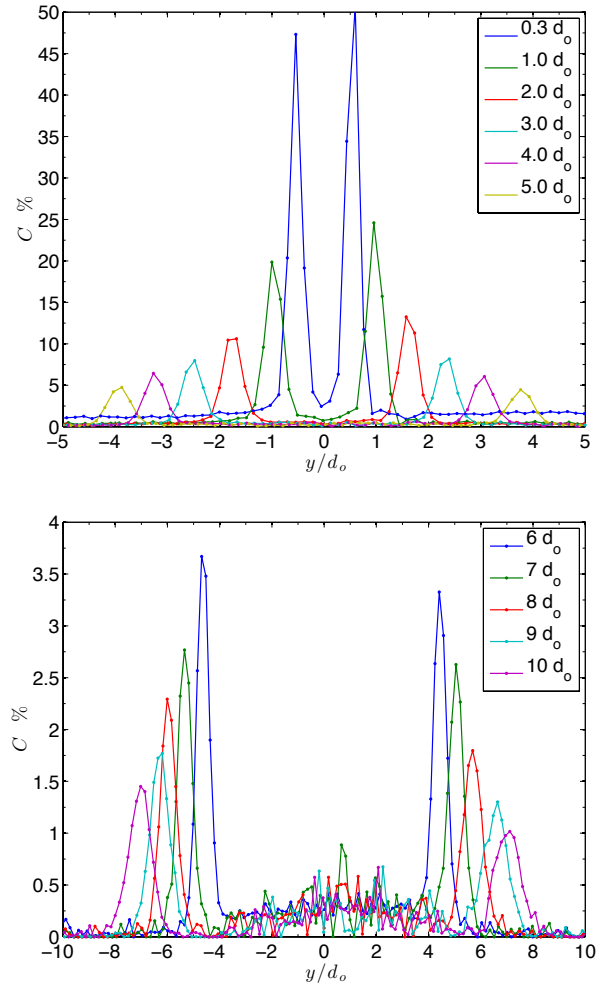 50
45
40
35
30
25
20
15
10
5
0
C %
−5 −4 −3 −2 −1 0 1 2 3 4 5
y/d_o
0.3 d_o
1.0 d_o
2.0 d_o
3.0 d_o
4.0 d_o
5.0 d_o
4
3.5
3
2.5
2
1.5
1
0.5
0
C %
−10 −8 −6 −4 −2 0 2 4 6 8 10
y/d_o
6 d_o
7 d_o
8 d_o
9 d_o
10 d_o